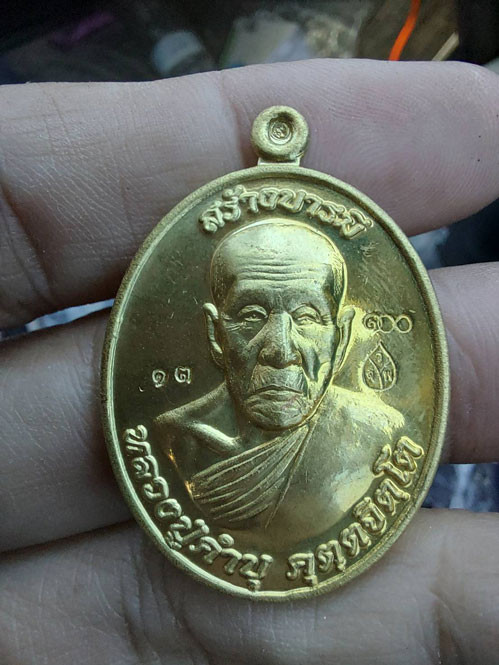 สร้างบารมี
๑๒
๓๐๐
หลวงปู่คำบุ คุตฺตจิตฺโต